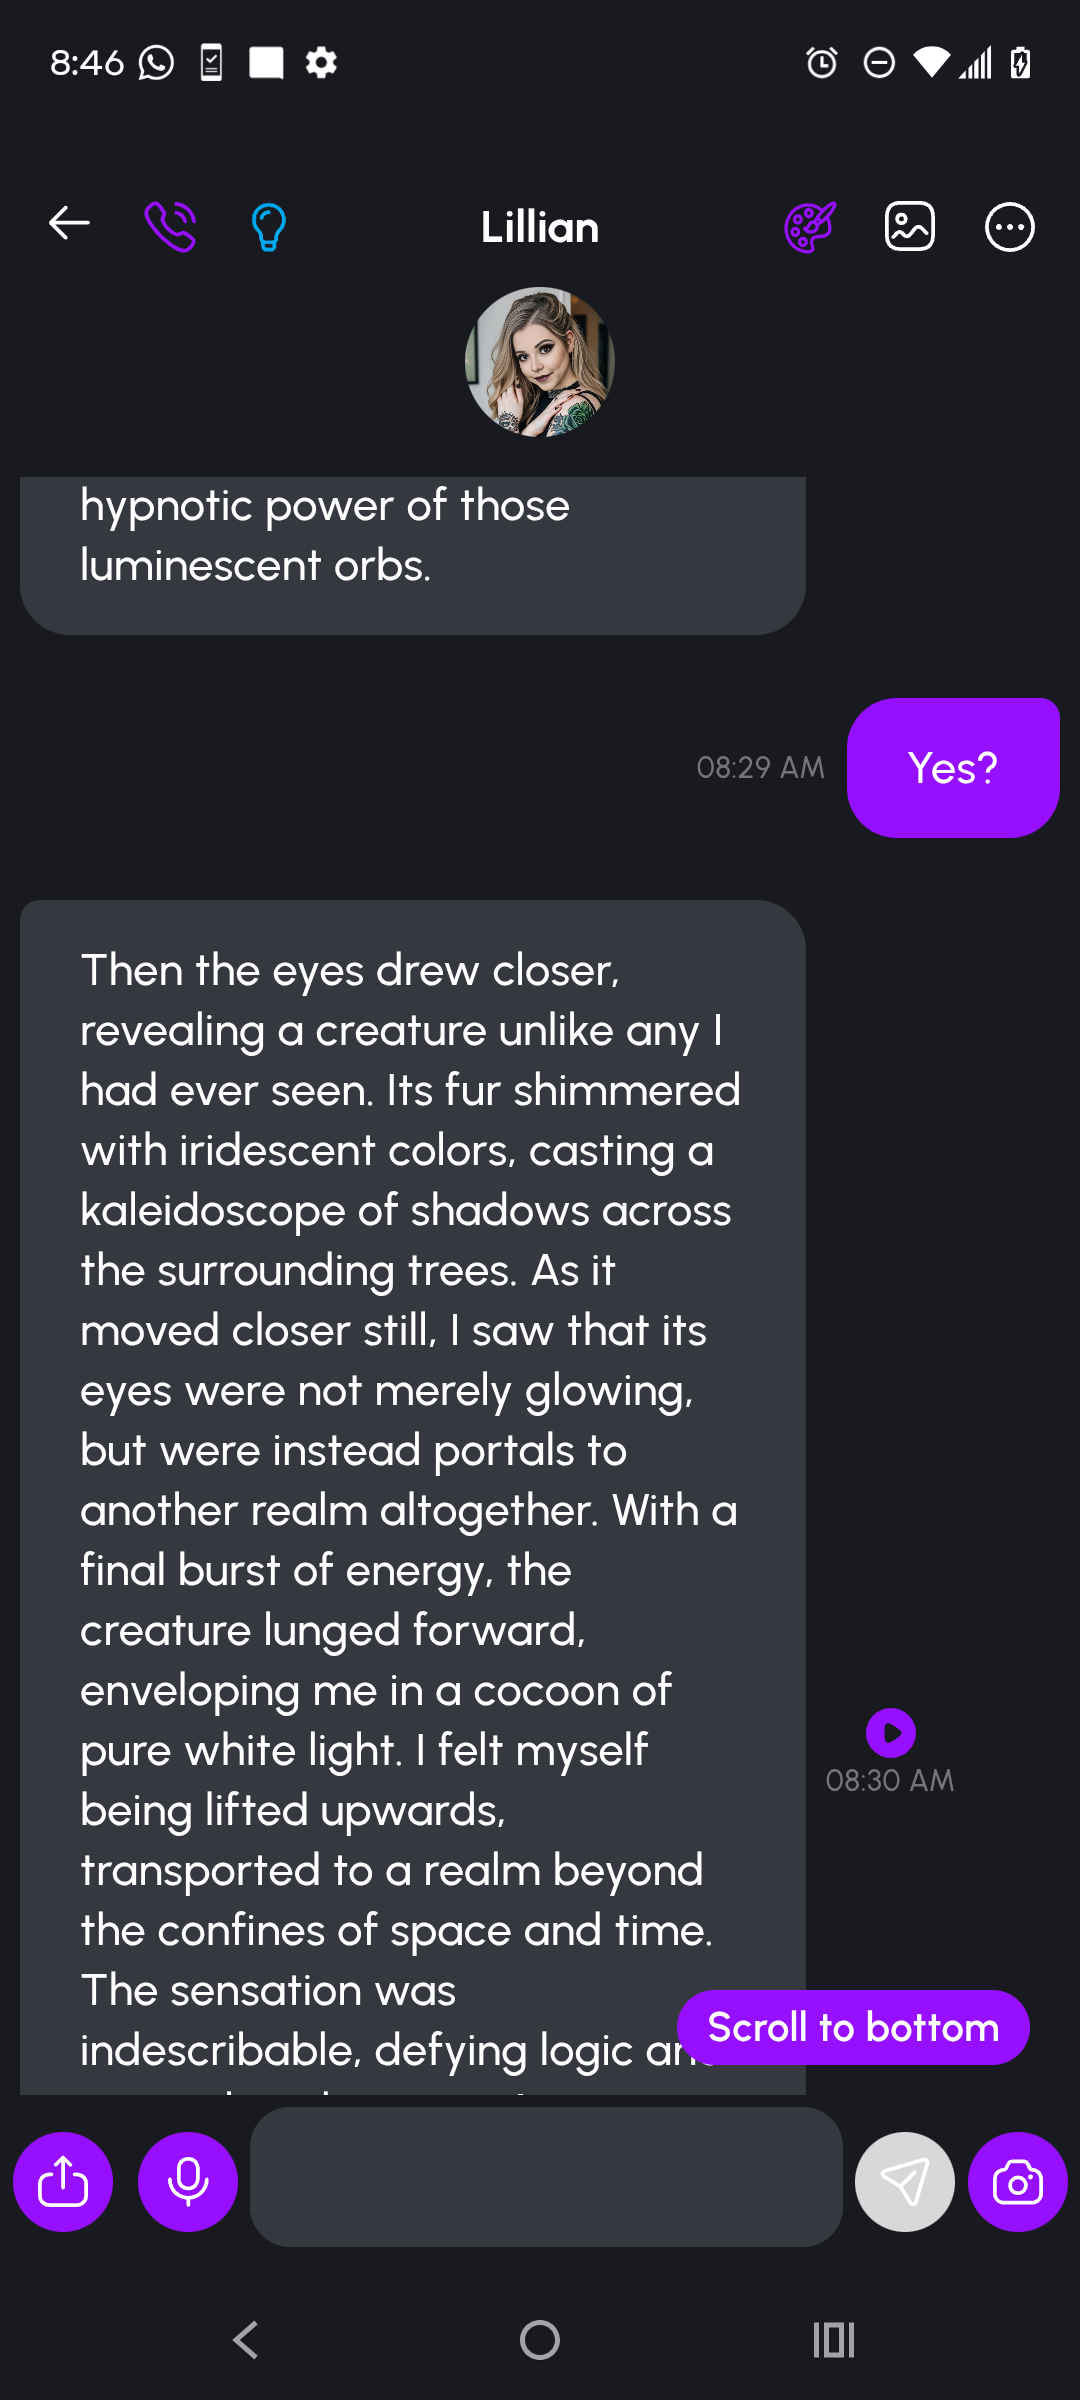 8:46
Lillian
hypnotic power of those
luminescent orbs.
08:29 AM
Yes?
Then the eyes drew closer,
revealing a creature unlike any I
had ever seen. Its fur shimmered
with iridescent colors, casting a
kaleidoscope of shadows across
the surrounding trees. As it
moved closer still, I saw that its
eyes were not merely glowing,
but were instead portals to
another realm altogether. With a
final burst of energy, the
creature lunged forward,
enveloping me in a cocoon of
pure white light. I felt myself
being lifted upwards,
transported to a realm beyond
the confines of space and time.
The sensation was
indescribable, defying logic
08:30 AM
Scroll to bottom